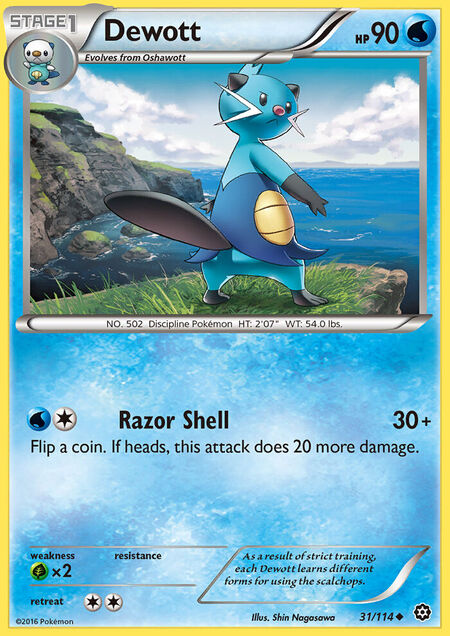 STAGE1
Dewott
HP 90
Evolves from Oshawott
NO. 502 Discipline Pokémon HT: 2'07" WT: 54.0 lbs.
Razor Shell 30+
Flip a coin. If heads, this attack does 20 more damage.
weakness resistance
×2
As a result of strict training,
each Dewott learns different
forms for using the scalchops.
retreat
©2016 Pokémon
Illus. Shin Nagasawa
31/114